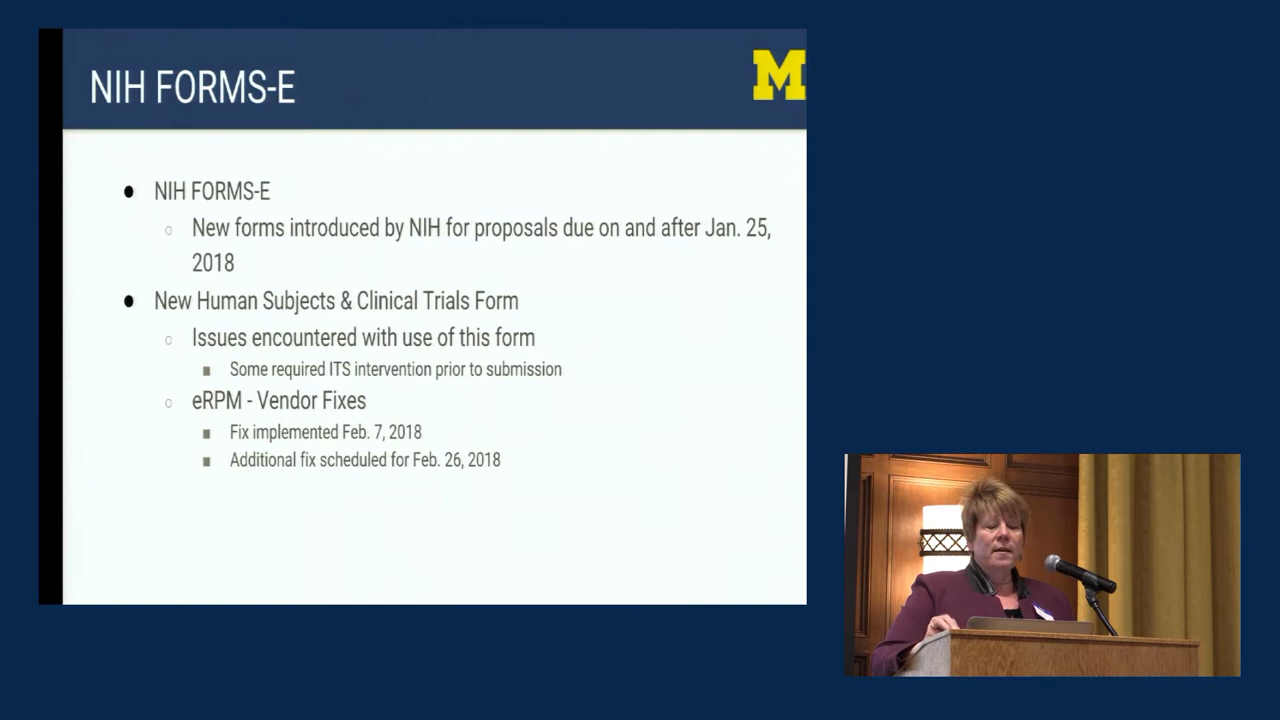 NIH FORMS-E
M
● NIH FORMS-E
○ New forms introduced by NIH for proposals due on and after Jan. 25,
2018
● New Human Subjects & Clinical Trials Form
○ Issues encountered with use of this form
■ Some required ITS intervention prior to submission
○ eRPM - Vendor Fixes
■ Fix implemented Feb. 7, 2018
■ Additional fix scheduled for Feb. 26, 2018